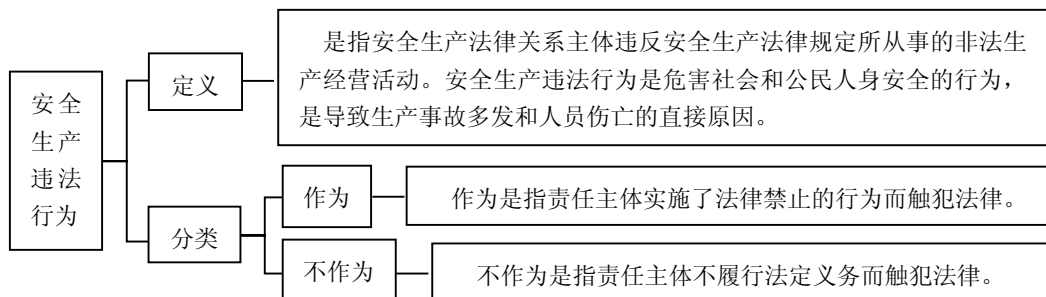 安全
生产
违法
行为
定义
是指安全生产法律关系主体违反安全生产法律规定所从事的非法生
产经营活动。安全生产违法行为是危害社会和公民人身安全的行为，
是导致生产事故多发和人员伤亡的直接原因。
分类
作为
作为是指责任主体实施了法律禁止的行为而触犯法律。
不作为
不作为是指责任主体不履行法定义务而触犯法律。